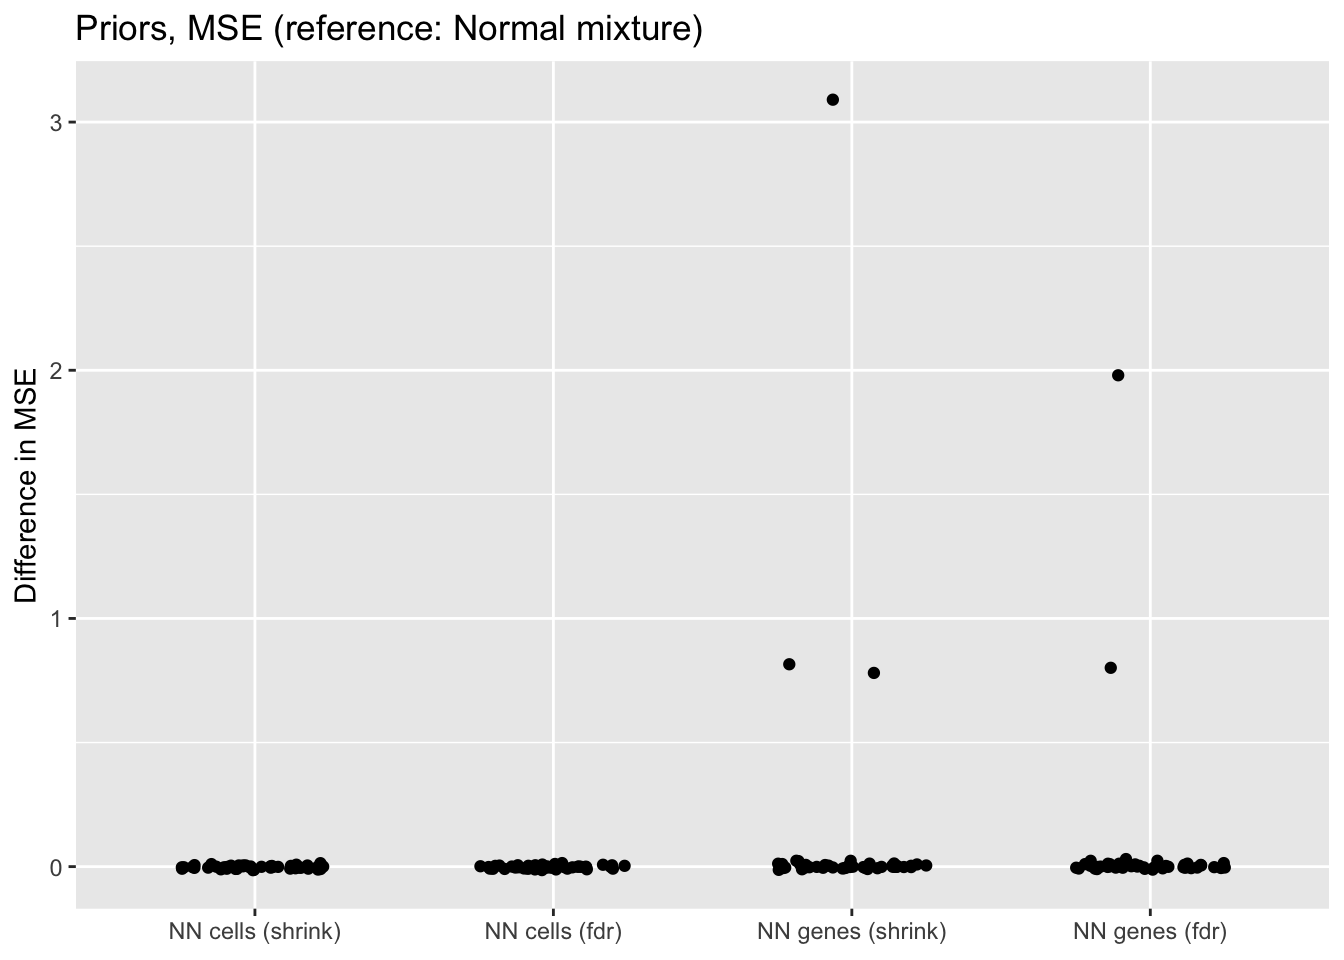 Priors, MSE (reference: Normal mixture)
Difference in MSE
3
2
1
0
NN cells (shrink)
NN cells (fdr)
NN genes (shrink)
NN genes (fdr)